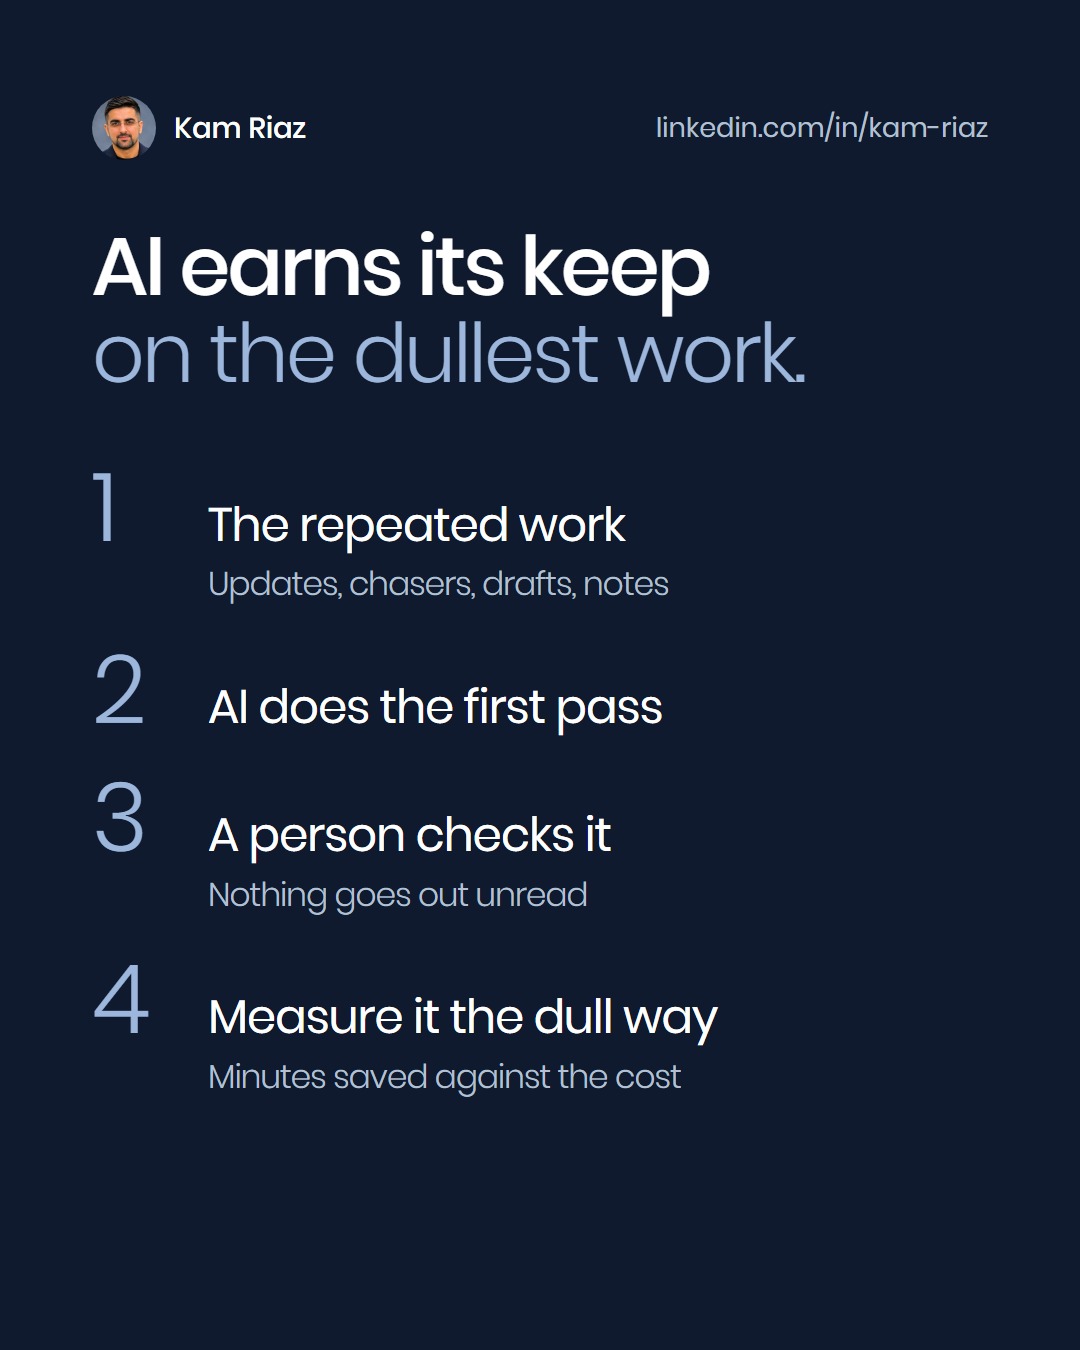 Kam Riaz
linkedin.com/in/kam-riaz
AI earns its keep
on the dullest work.
1
The repeated work
Updates, chasers, drafts, notes
2
AI does the first pass
3
A person checks it
Nothing goes out unread
4
Measure it the dull way
Minutes saved against the cost